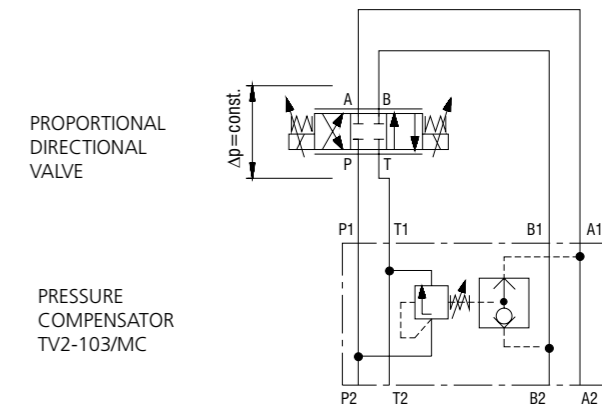 A B
Δp=const.
PROPORTIONAL
DIRECTIONAL
VALVE
P T
P1 T1 B1 A1
PRESSURE
COMPENSATOR
TV2-103/MC
P2 T2 B2 A2